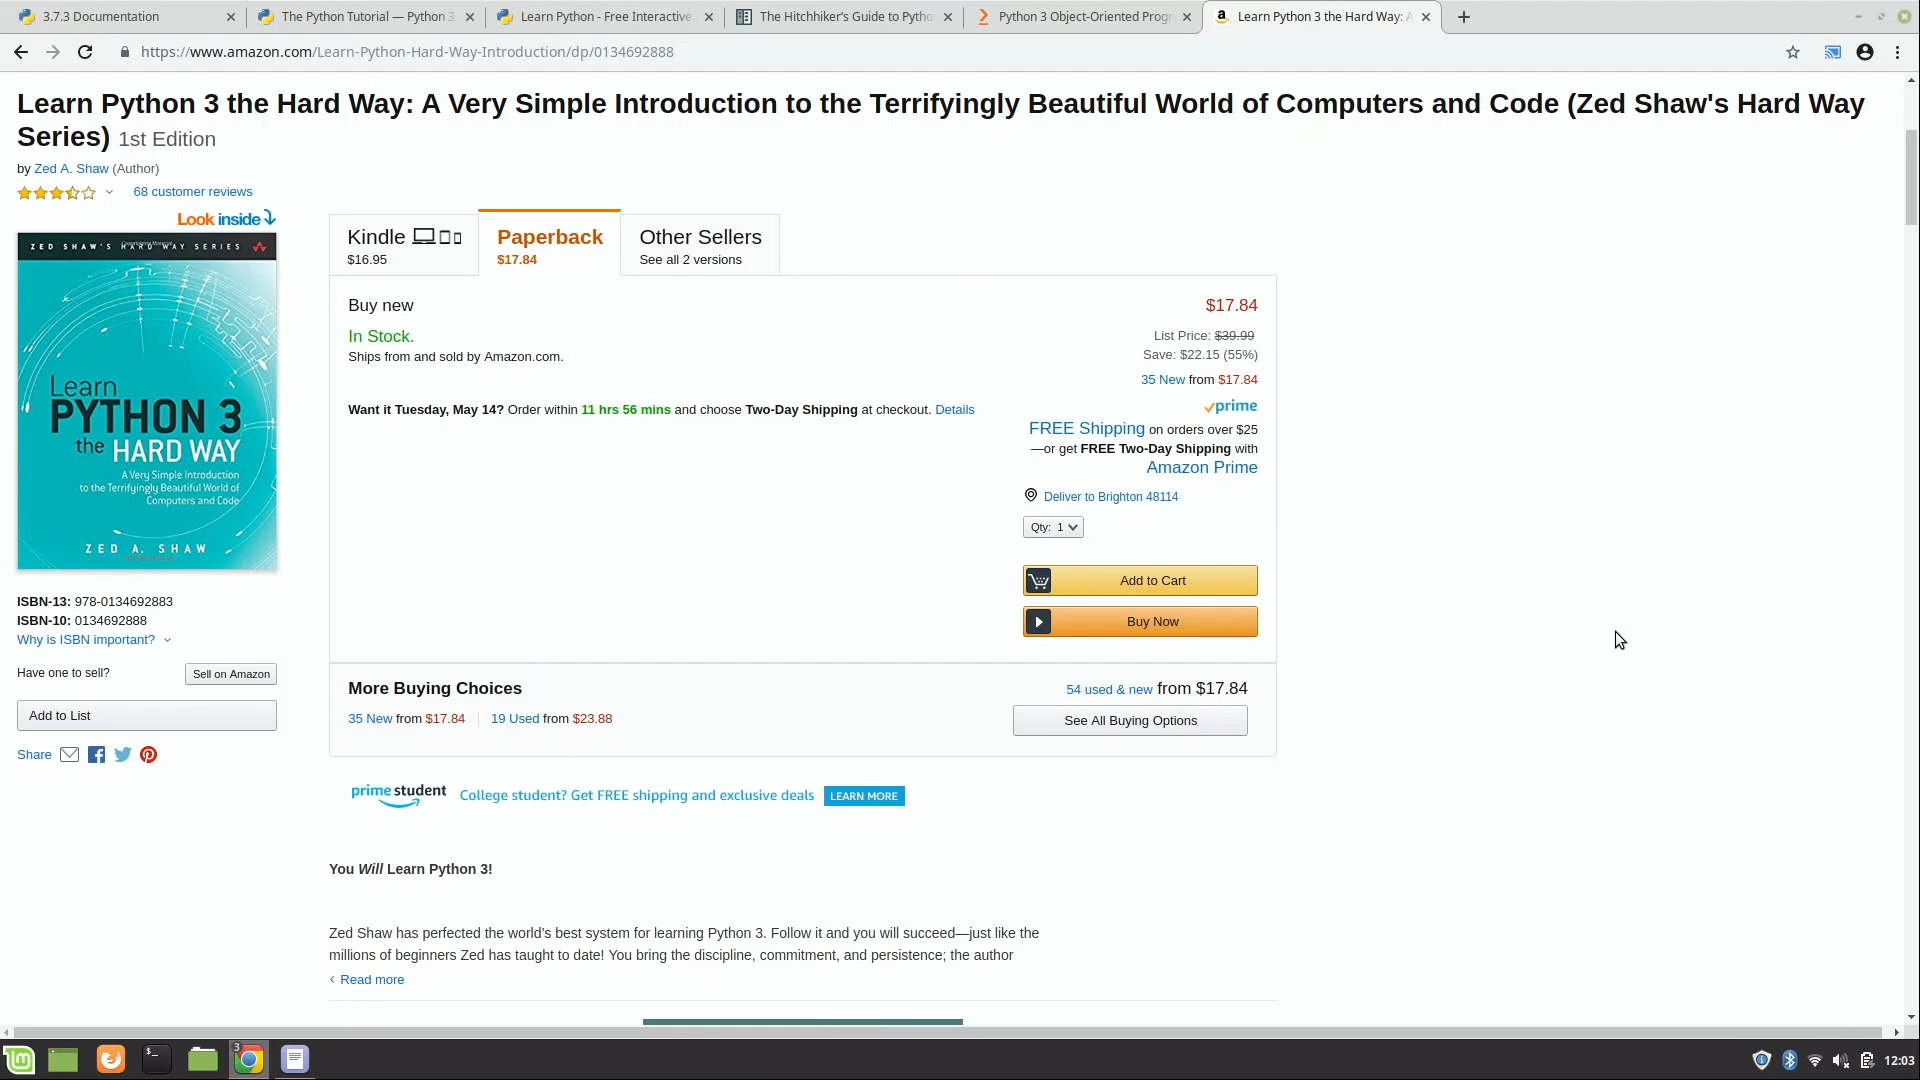 3.7.3 Documentation
The Python Tutorial — Python 3.
Learn Python - Free Interactive
The Hitchhiker's Guide to Pytho
Python 3 Object-Oriented Progr
Learn Python 3 the Hard Way: A
https://www.amazon.com/Learn-Python-Hard-Way-Introduction/dp/0134692888
Learn Python 3 the Hard Way: A Very Simple Introduction to the Terrifyingly Beautiful World of Computers and Code (Zed Shaw's Hard Way
Series) 1st Edition
by Zed A. Shaw (Author)
68 customer reviews
Look inside
ZED SHAW'S HARD WAY SERIES
Learn
PYTHON 3
the HARD WAY
A Very Simple Introduction
to the Terrifyingly Beautiful World of
Computers and Code
ZED A. SHAW
ISBN-13: 978-0134692883
ISBN-10: 0134692888
Why is ISBN important?
Have one to sell?
Sell on Amazon
Add to List
Share
Kindle
$16.95
Paperback
$17.84
Other Sellers
See all 2 versions
Buy new
$17.84
In Stock.
Ships from and sold by Amazon.com.
List Price: $39.99
Save: $22.15 (55%)
35 New from $17.84
Want it Tuesday, May 14? Order within 11 hrs 56 mins and choose Two-Day Shipping at checkout. Details
prime
FREE Shipping on orders over $25
—or get FREE Two-Day Shipping with
Amazon Prime
Deliver to Brighton 48114
Qty: 1
Add to Cart
Buy Now
More Buying Choices
54 used & new from $17.84
35 New from $17.84
19 Used from $23.88
See All Buying Options
prime student
College student? Get FREE shipping and exclusive deals
LEARN MORE
You Will Learn Python 3!
Zed Shaw has perfected the world's best system for learning Python 3. Follow it and you will succeed—just like the
millions of beginners Zed has taught to date! You bring the discipline, commitment, and persistence; the author
Read more
3
12:03